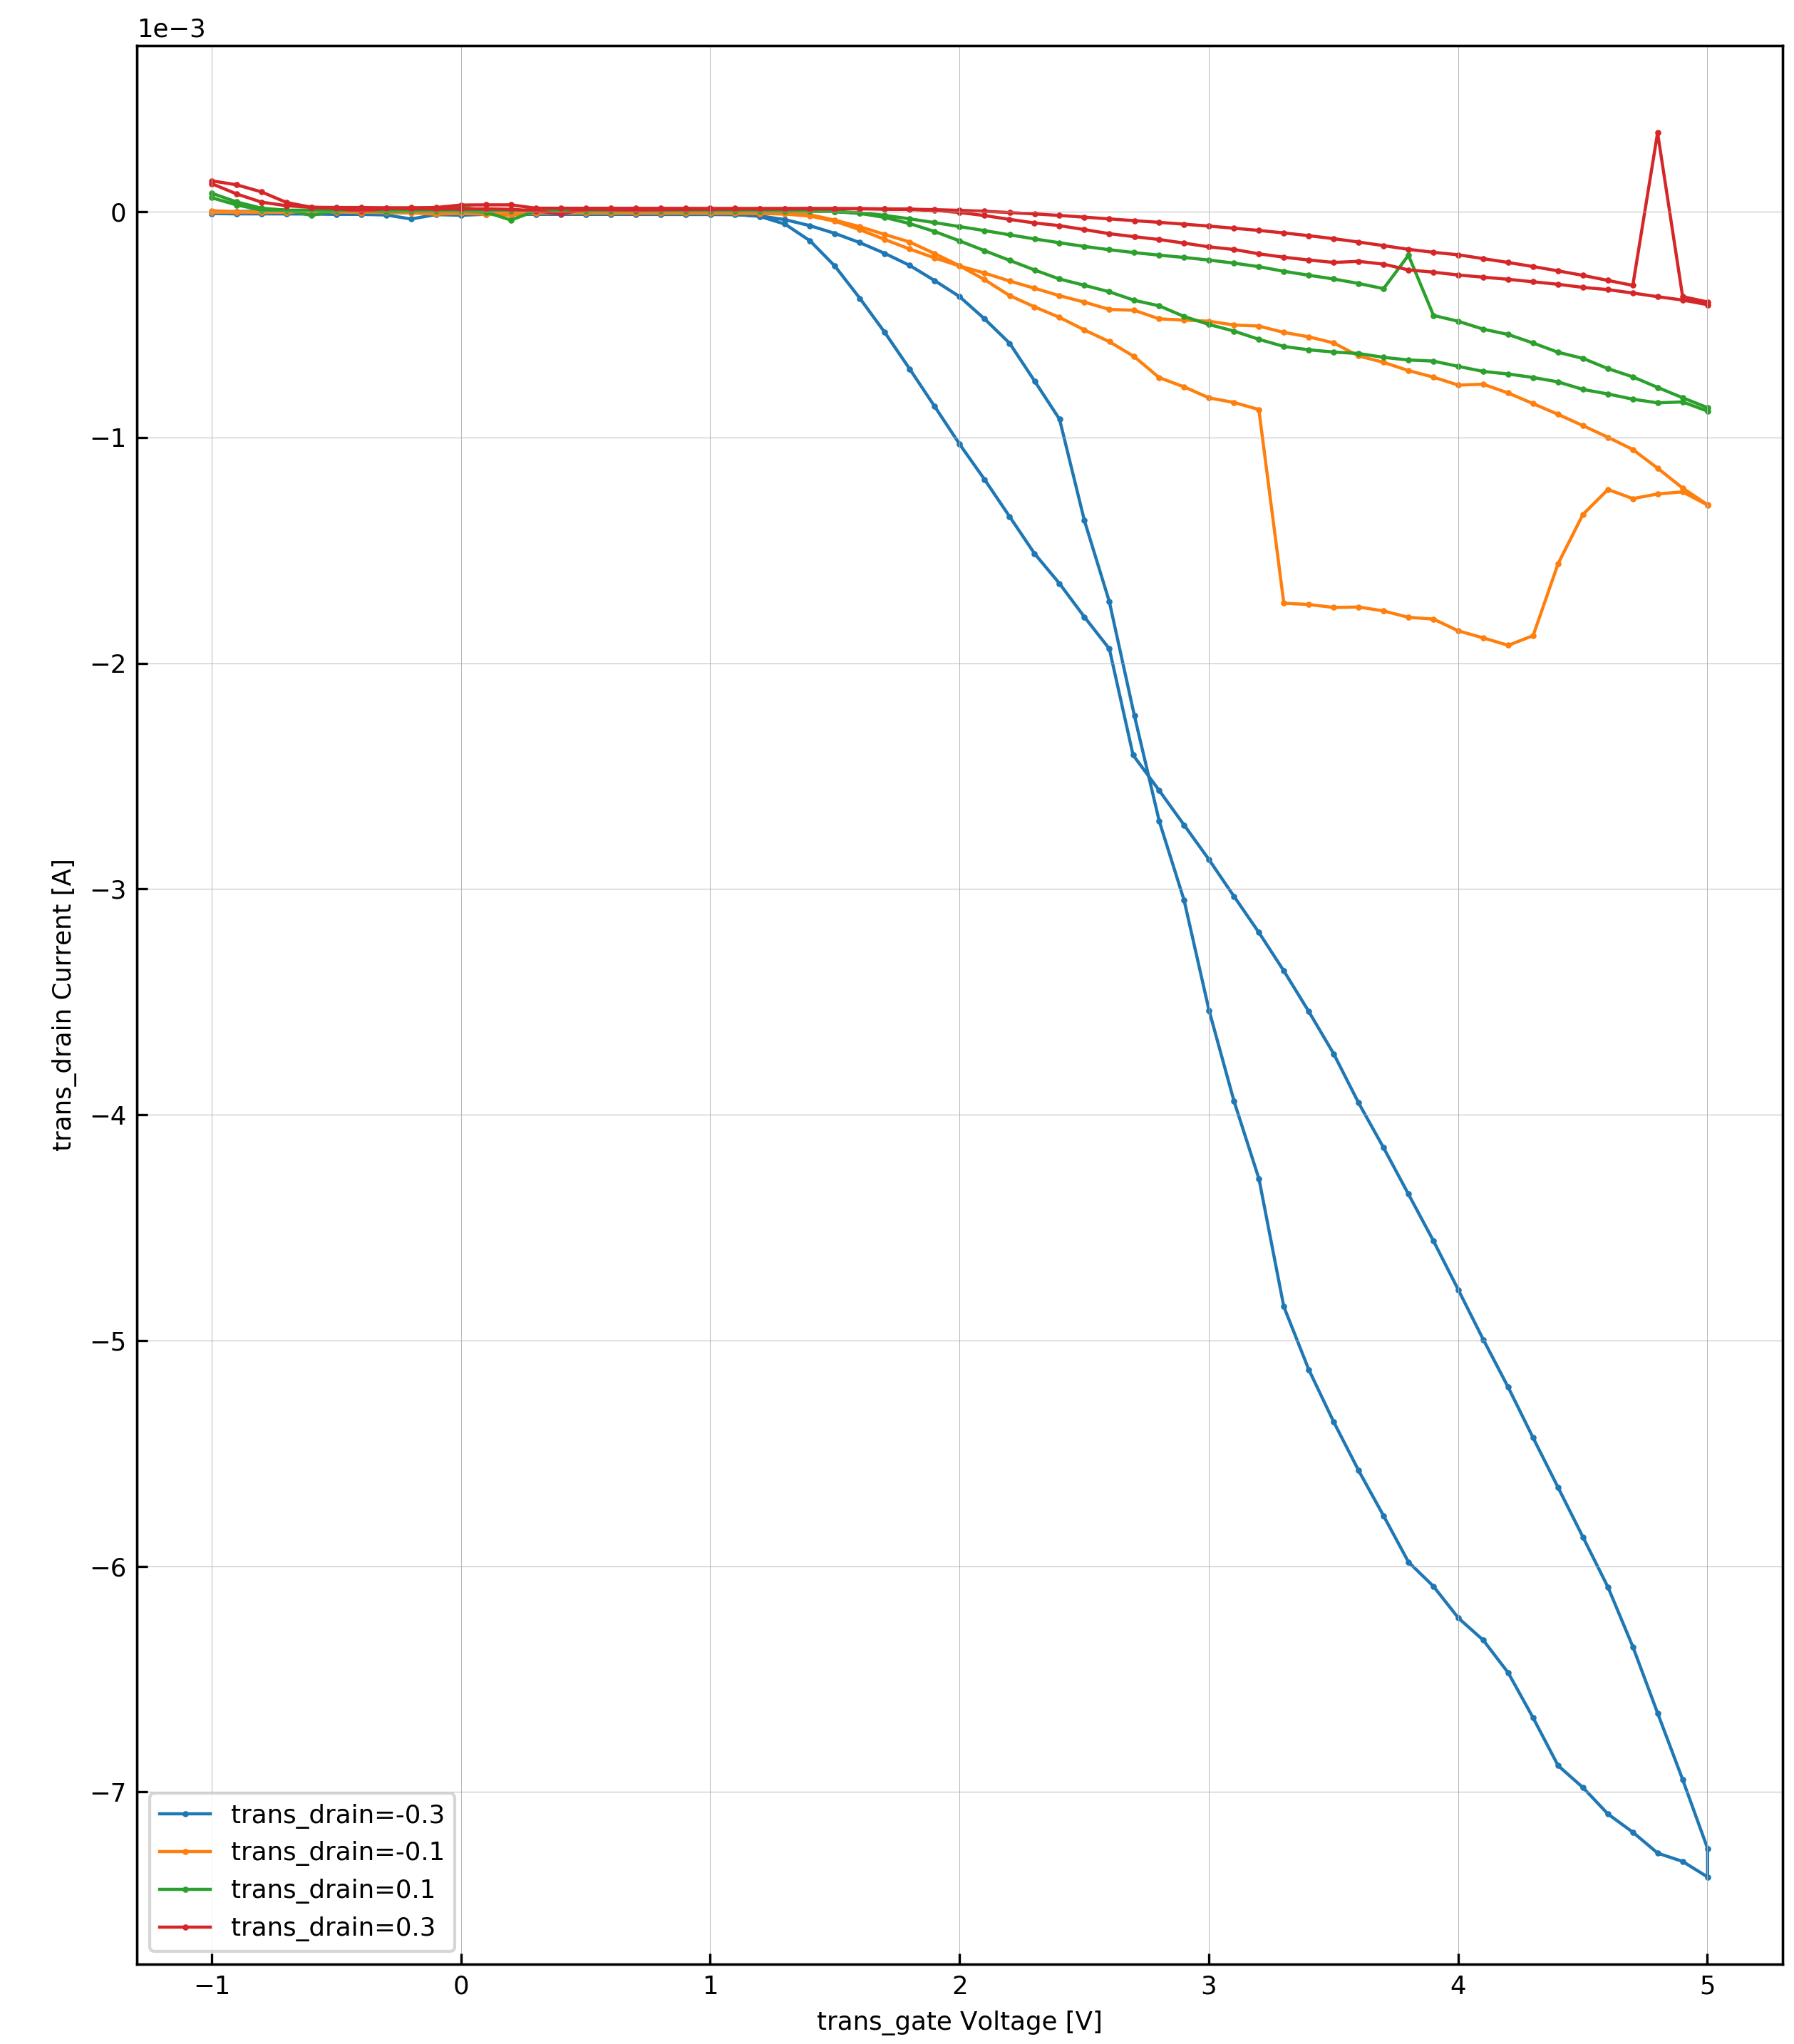 1e−3
0
−1
−2
−3
−4
−5
−6
−7
trans_drain Current [A]
trans_drain=-0.3
trans_drain=-0.1
trans_drain=0.1
trans_drain=0.3
−1
0
1
2
3
4
5
trans_gate Voltage [V]